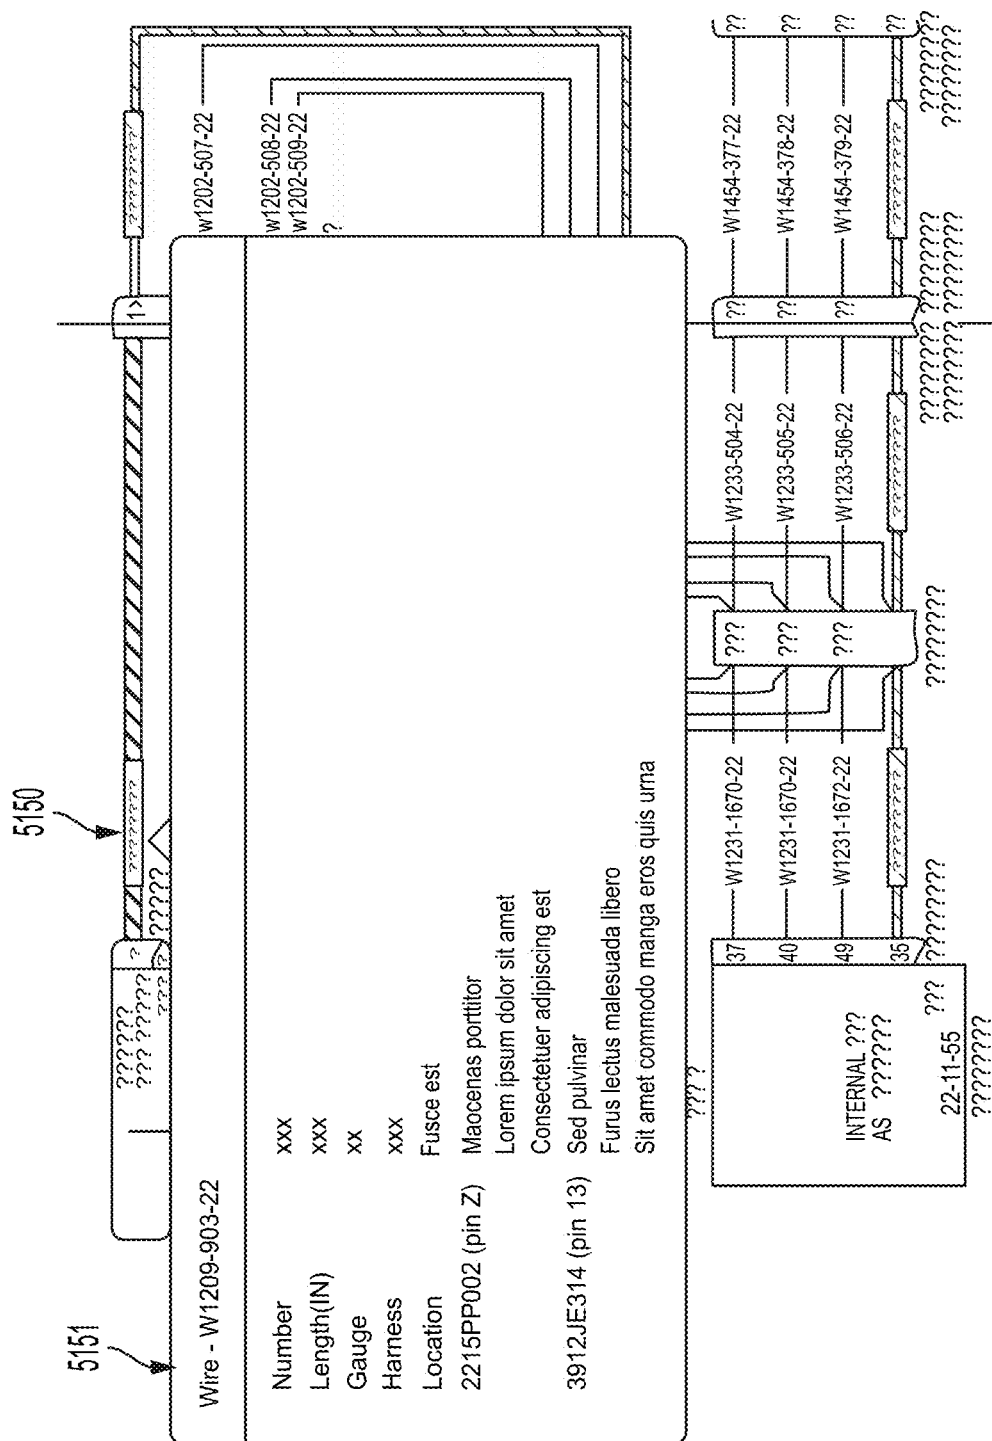 5150
5151
??????
??? ?????
?
?????????
1>
?????????
???
?
?????
Wire - W1209-903-22
w1202-507-22
w1202-508-22
w1202-509-22
?
Number xxx
Length(IN) xxx
Gauge xx
Harness xxx
Location Fusce est
2215PP002 (pin Z) Maocenas porttitor
Lorem ipsum dolor sit amet
Consectetuer adipiscing est
3912JE314 (pin 13) Sed pulvinar
Furus lectus malesuada libero
Sit amet commodo manga eros quis urna
????
37 W1231-1670-22 ??? W1233-504-22 ?? W1454-377-22 ??
40 W1231-1670-22 ??? W1233-505-22 ?? W1454-378-22 ??
49 W1231-1672-22 ??? W1233-506-22 ?? W1454-379-22 ??
INTERNAL ???
AS ??????
35 ???????? ???????? ???????? ??
??? ???????? ???????? ????????? ???????? ????????
22-11-55 ????????? ???????? ????????
?????????